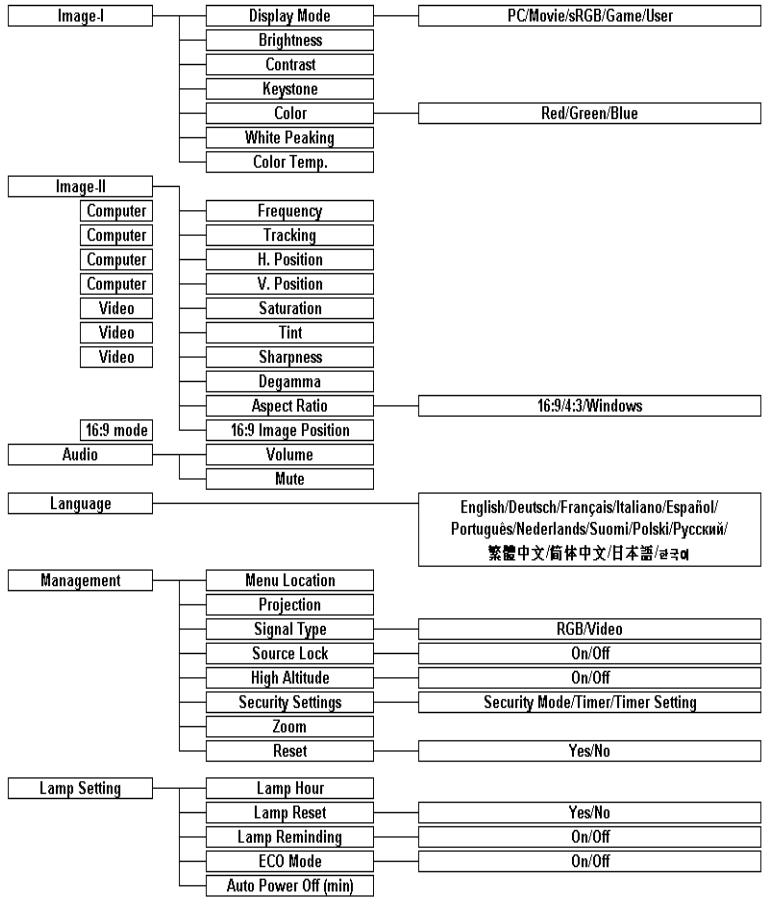 Image-I Display Mode PC/Movie/sRGB/Game/User
Brightness
Contrast
Keystone
Color Red/Green/Blue
White Peaking
Color Temp.
Image-II
Computer Frequency
Computer Tracking
Computer H. Position
Computer V. Position
Video Saturation
Video Tint
Video Sharpness
Degamma
Aspect Ratio 16:9/4:3/Windows
16:9 mode 16:9 Image Position
Audio Volume
Mute
Language English/Deutsch/Français/Italiano/Español/
Português/Nederlands/Suomi/Polski/Русский/
繁體中文/简体中文/日本語/한국어
Management Menu Location
Projection
Signal Type RGB/Video
Source Lock On/Off
High Altitude On/Off
Security Settings Security Mode/Timer/Timer Setting
Zoom
Reset Yes/No
Lamp Setting Lamp Hour
Lamp Reset Yes/No
Lamp Reminding On/Off
ECO Mode On/Off
Auto Power Off (min)